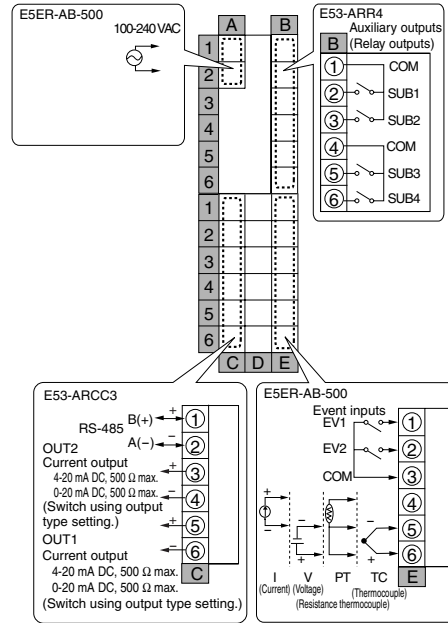 E5ER-AB-500
100-240 VAC
A
B
1
2
3
4
5
6
1
2
3
4
5
6
C D E
E53-ARR4
Auxiliary outputs
(Relay outputs)
B
1 COM
2 SUB1
3 SUB2
4 COM
5 SUB3
6 SUB4
E53-ARCC3
RS-485
B(+) + 1
A(−) − 2
OUT2
Current output
4-20 mA DC, 500 Ω max.
0-20 mA DC, 500 Ω max.
(Switch using output
type setting.)
+ 3
− 4
+ 5
− 6
OUT1
Current output
4-20 mA DC, 500 Ω max.
0-20 mA DC, 500 Ω max.
(Switch using output type setting.)
C
E5ER-AB-500
Event inputs
EV1 1
EV2 2
COM 3
4
5
6
+ − − −
− + + +
I V PT TC
(Current) (Voltage) (Thermocouple)
(Resistance thermocouple)
E